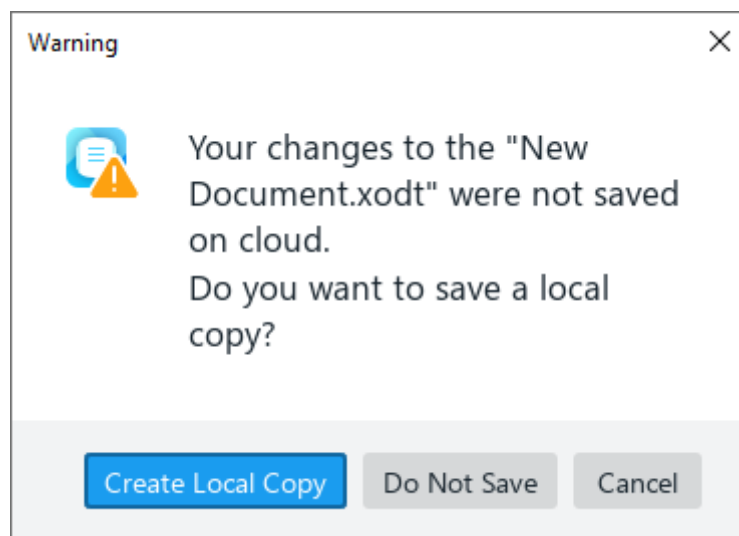 Warning
Your changes to the "New
Document.xodt" were not saved
on cloud.
Do you want to save a local
copy?
Create Local Copy Do Not Save Cancel